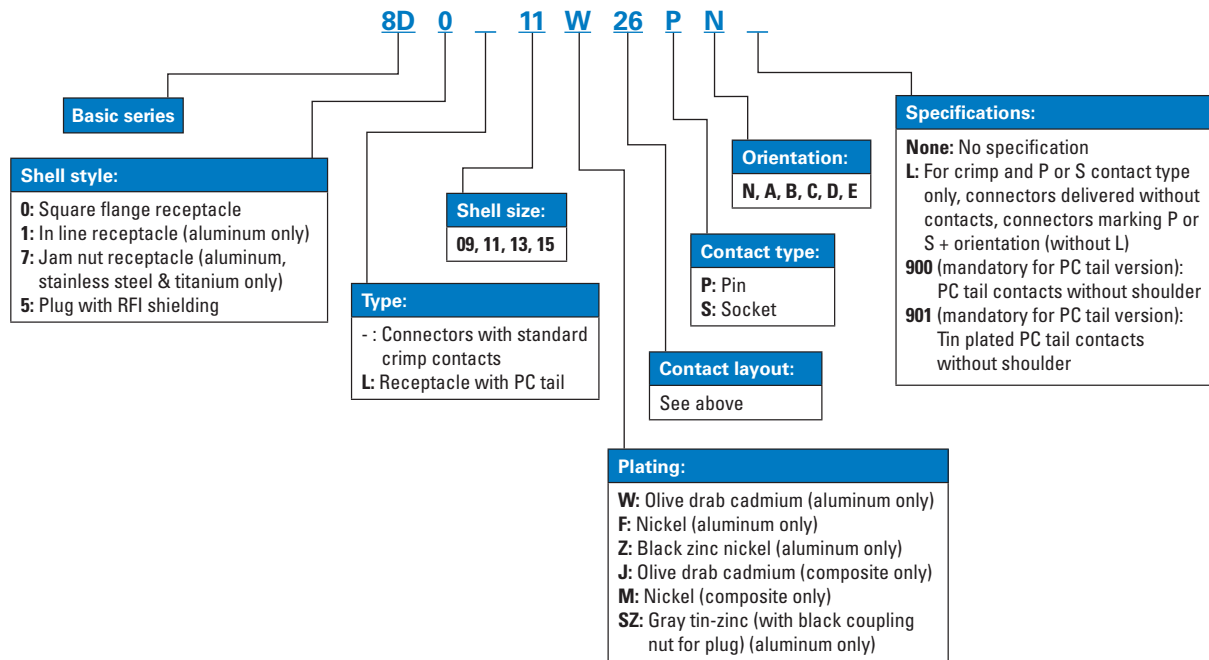 8D 0 _ 11 W 26 P N _
Basic series
Shell style:
0: Square flange receptacle
1: In line receptacle (aluminum only)
7: Jam nut receptacle (aluminum,
stainless steel & titanium only)
5: Plug with RFI shielding
Type:
- : Connectors with standard
crimp contacts
L: Receptacle with PC tail
Shell size:
09, 11, 13, 15
Plating:
W: Olive drab cadmium (aluminum only)
F: Nickel (aluminum only)
Z: Black zinc nickel (aluminum only)
J: Olive drab cadmium (composite only)
M: Nickel (composite only)
SZ: Gray tin-zinc (with black coupling
nut for plug) (aluminum only)
Contact layout:
See above
Contact type:
P: Pin
S: Socket
Orientation:
N, A, B, C, D, E
Specifications:
None: No specification
L: For crimp and P or S contact type
only, connectors delivered without
contacts, connectors marking P or
S + orientation (without L)
900 (mandatory for PC tail version):
PC tail contacts without shoulder
901 (mandatory for PC tail version):
Tin plated PC tail contacts
without shoulder